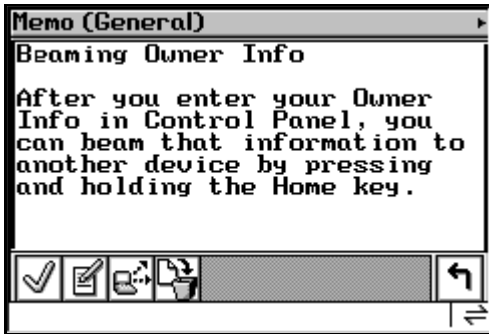 Memo (General)
Beaming Owner Info
After you enter your Owner
Info in Control Panel, you
can beam that information to
another device by pressing
and holding the Home key.